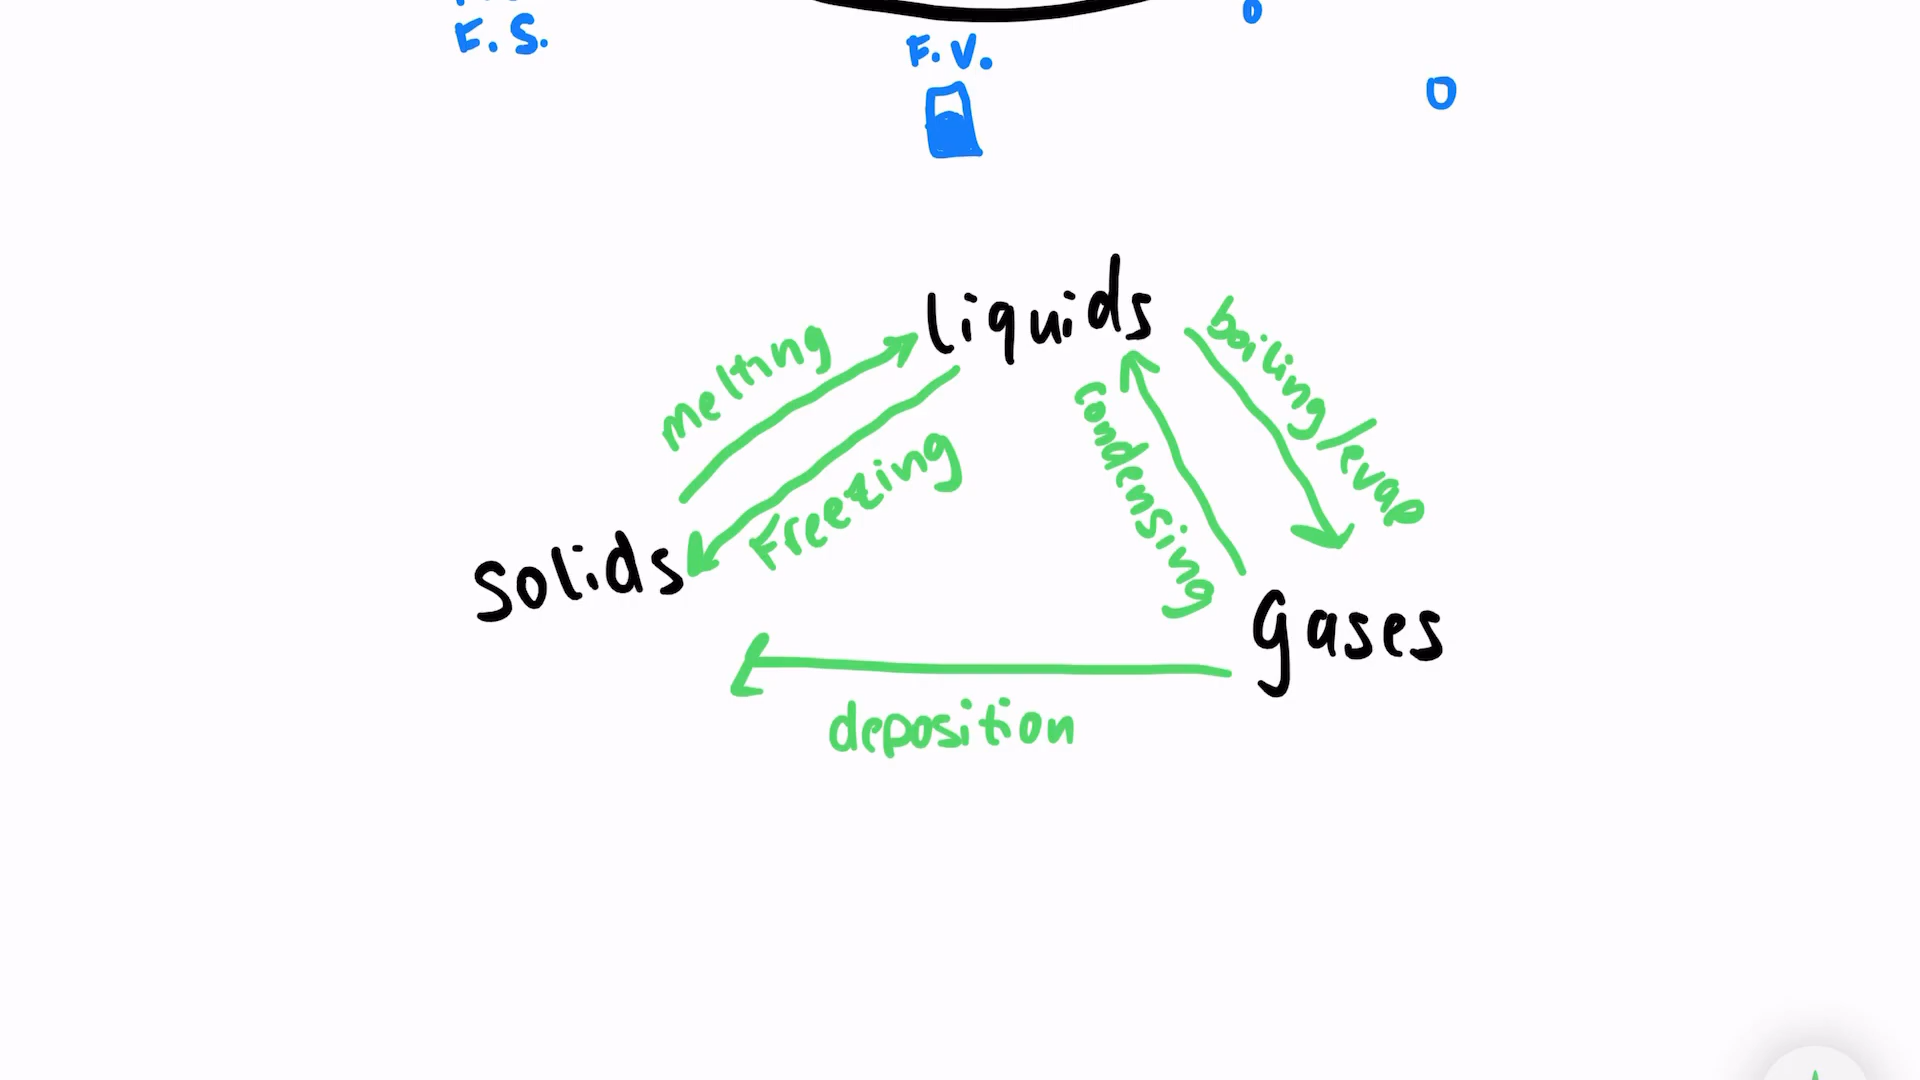 F.S.
F.V.
liquids
melting
boiling/evap
freezing
condensing
solids
gases
deposition